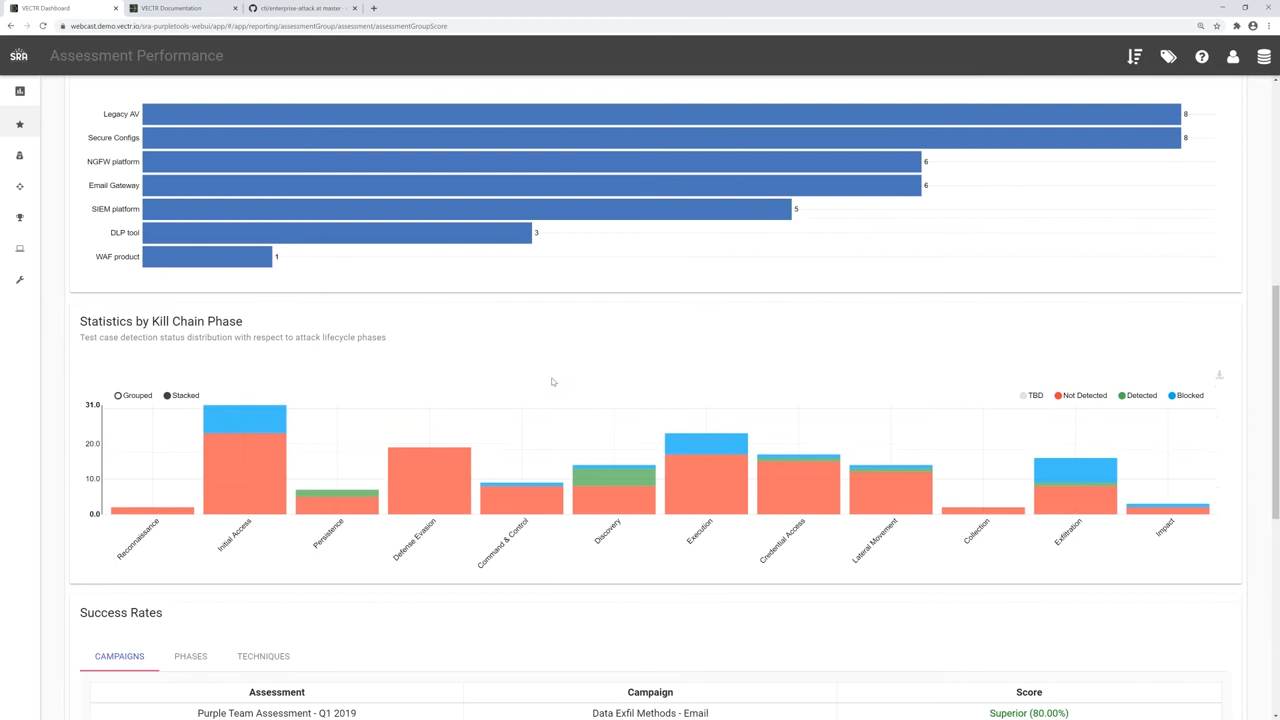 VECTR Dashboard
VECTR Documentation
cti/enterprise-attack at master ·
webcast.demo.vectr.io/sra-purpletools-webui/app/#/app/reporting/assessmentGroup/assessment/assessmentGroupScore
SRA
Assessment Performance
Legacy AV
8
Secure Configs
8
NGFW platform
6
Email Gateway
6
SIEM platform
5
DLP tool
3
WAF product
1
Statistics by Kill Chain Phase
Test case detection status distribution with respect to attack lifecycle phases
Grouped
Stacked
TBD
Not Detected
Detected
Blocked
31.0
20.0
10.0
0.0
Reconnaissance
Initial Access
Persistence
Defense Evasion
Command & Control
Discovery
Execution
Credential Access
Lateral Movement
Collection
Exfiltration
Impact
Success Rates
CAMPAIGNS
PHASES
TECHNIQUES
Assessment
Campaign
Score
Purple Team Assessment - Q1 2019
Data Exfil Methods - Email
Superior (80.00%)